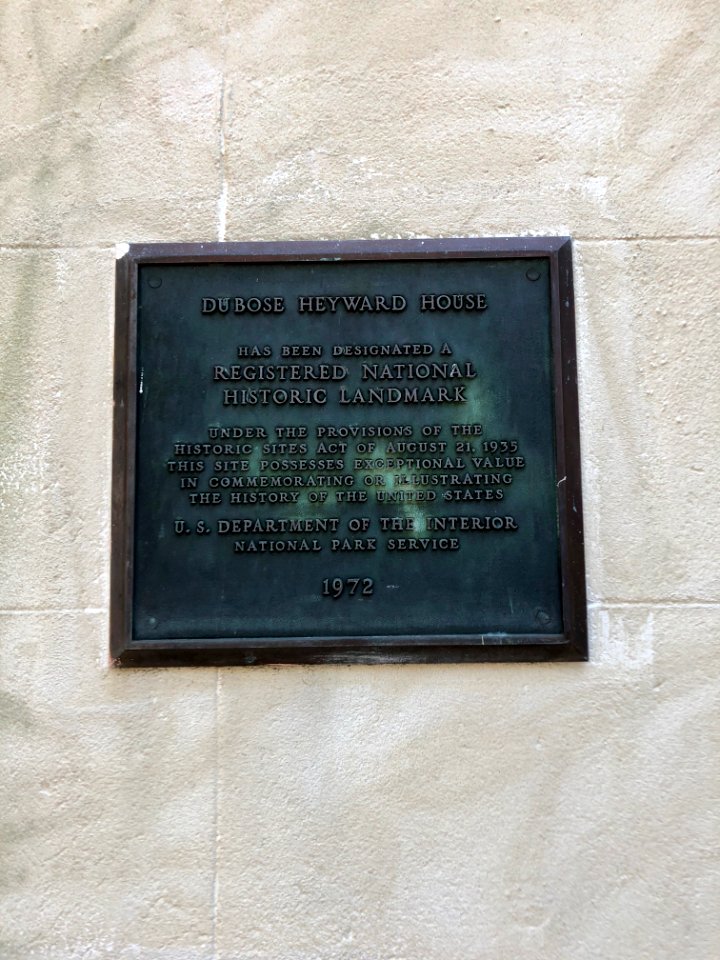 DUBOSE HEYWARD HOUSE
HAS BEEN DESIGNATED A
REGISTERED NATIONAL
HISTORIC LANDMARK
UNDER THE PROVISIONS OF THE
HISTORIC SITES ACT OF AUGUST 21, 1935
THIS SITE POSSESSES EXCEPTIONAL VALUE
IN COMMEMORATING OR ILLUSTRATING
THE HISTORY OF THE UNITED STATES
U. S. DEPARTMENT OF THE INTERIOR
NATIONAL PARK SERVICE
1972